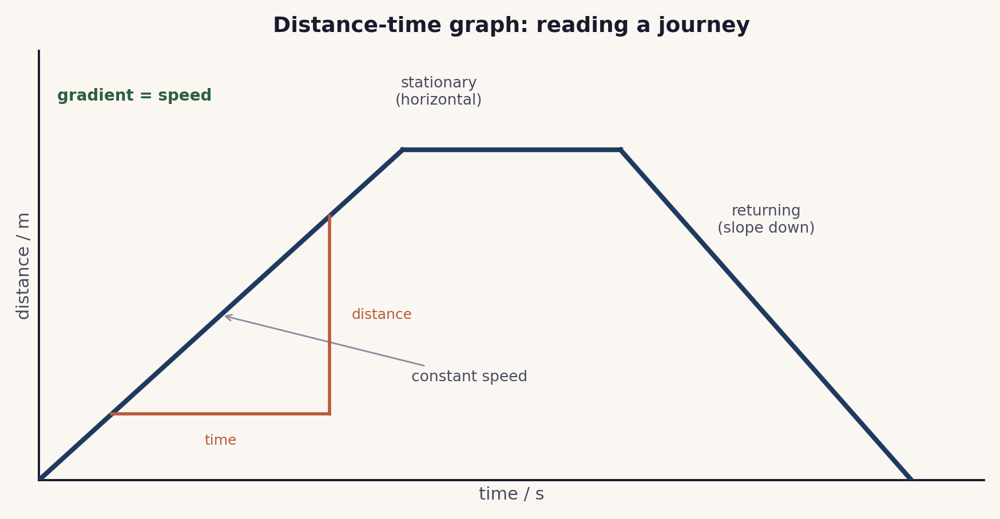 Distance-time graph: reading a journey
gradient = speed
stationary
(horizontal)
returning
(slope down)
distance / m
distance
constant speed
time
time / s